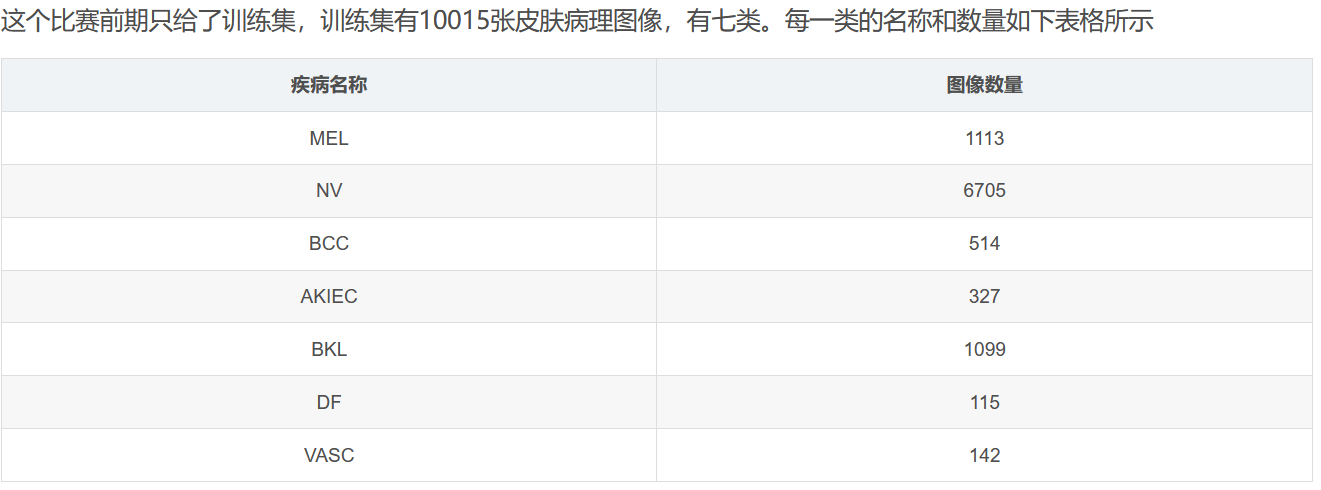 这个比赛前期只给了训练集，训练集有10015张皮肤病理图像，有七类。每一类的名称和数量如下表格所示
疾病名称 图像数量
MEL 1113
NV 6705
BCC 514
AKIEC 327
BKL 1099
DF 115
VASC 142